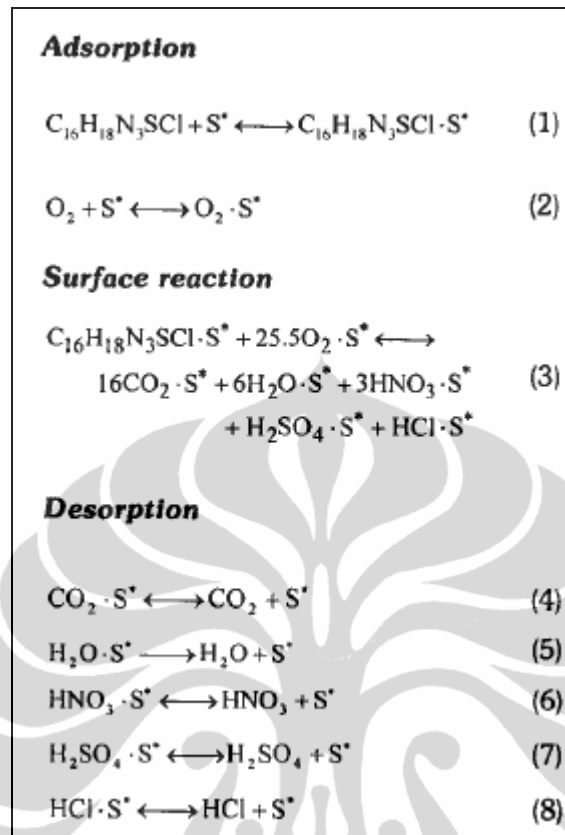 Adsorption
C₁₆H₁₈N₃SCl + S* ⟷ C₁₆H₁₈N₃SCl·S* (1)
O₂ + S* ⟷ O₂·S* (2)
Surface reaction
C₁₆H₁₈N₃SCl·S* + 25.5O₂·S* ⟷
16CO₂·S* + 6H₂O·S* + 3HNO₃·S* (3)
+ H₂SO₄·S* + HCl·S*
Desorption
CO₂·S* ⟷ CO₂ + S* (4)
H₂O·S* ⟶ H₂O + S* (5)
HNO₃·S* ⟷ HNO₃ + S* (6)
H₂SO₄·S* ⟷ H₂SO₄ + S* (7)
HCl·S* ⟷ HCl + S* (8)